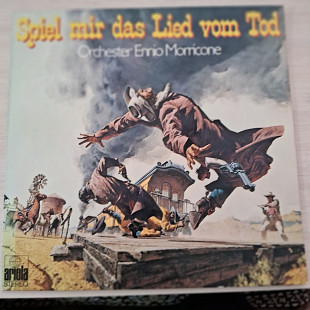 Spiel mir das Lied vom Tod
Orchester Ennio Morricone
ariola
STEREO